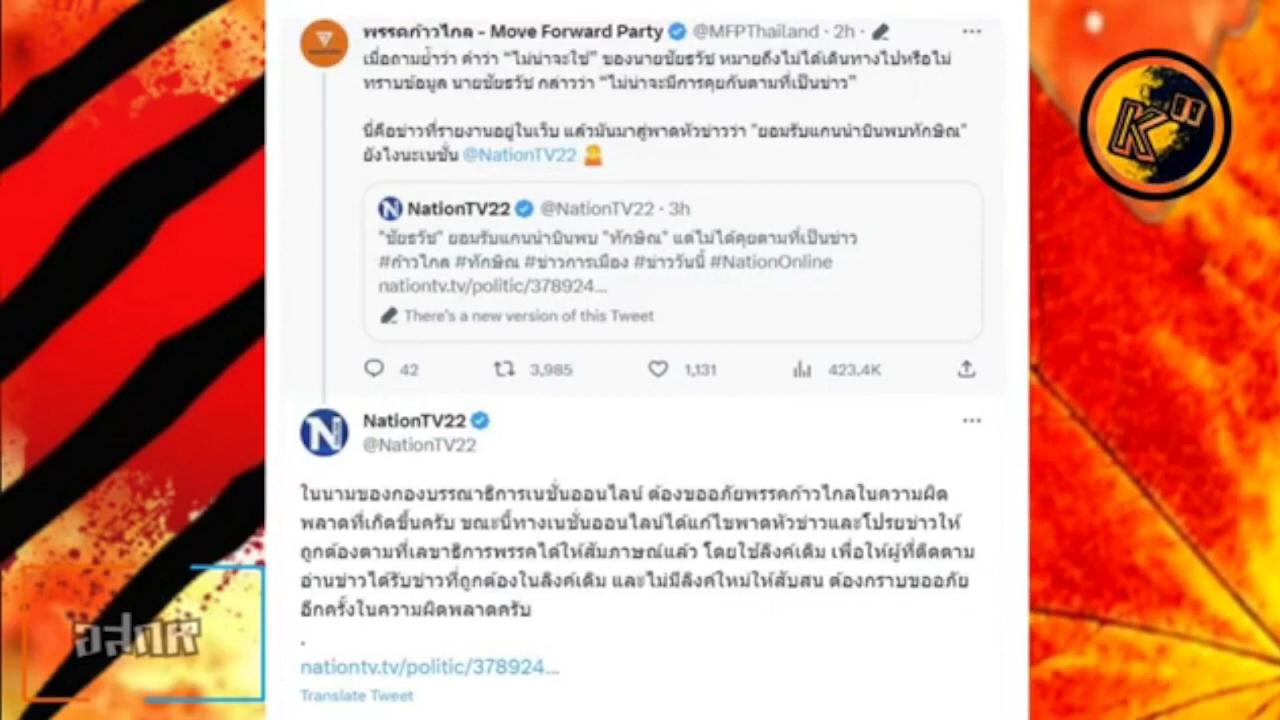 พรรคก้าวไกล - Move Forward Party @MFPThailand · 2h ·
เมื่อถามย้ำว่า คำว่า “ไม่น่าจะใช่” ของนายชัยธวัช หมายถึงไม่ได้เดินทางไปหรือไม่
ทราบข้อมูล นายชัยธวัช กล่าวว่า “ไม่น่าจะมีการคุยกันตามที่เป็นข่าว”
นี่คือข่าวที่รายงานอยู่ในเว็บ แล้วมันมาสู่พาดหัวข่าวว่า "ยอมรับแกนนำบินพบทักษิณ"
ยังไงนะเนชั่น @NationTV22
NationTV22 @NationTV22 · 3h
"ชัยธวัช" ยอมรับแกนนำบินพบ "ทักษิณ" แต่ไม่ได้คุยตามที่เป็นข่าว
#ก้าวไกล #ทักษิณ #ข่าวการเมือง #ข่าววันนี้ #NationOnline
nationtv.tv/politic/378924...
There's a new version of this Tweet
42 3,985 1,131 423.4K
NationTV22
@NationTV22
ในนามของกองบรรณาธิการเนชั่นออนไลน์ ต้องขออภัยพรรคก้าวไกลในความผิด
พลาดที่เกิดขึ้นครับ ขณะนี้ทางเนชั่นออนไลน์ได้แก้ไขพาดหัวข่าวและโปรยข่าวให้
ถูกต้องตามที่เลขาธิการพรรคได้ให้สัมภาษณ์แล้ว โดยใช้ลิงค์เดิม เพื่อให้ผู้ที่ติดตาม
อ่านข่าวได้รับข่าวที่ถูกต้องในลิงค์เดิม และไม่มีลิงค์ใหม่ให้สับสน ต้องกราบขออภัย
อีกครั้งในความผิดพลาดครับ
.
nationtv.tv/politic/378924...
Translate Tweet
K"